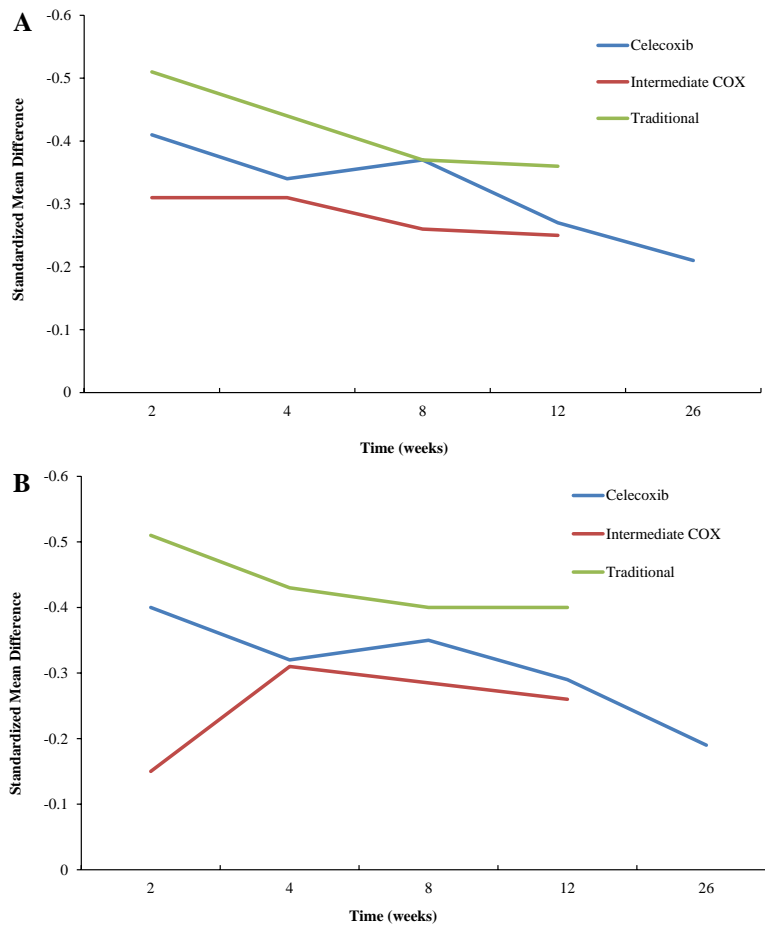 A
-0.6
-0.5
-0.4
-0.3
-0.2
-0.1
0
Standardized Mean Difference
Celecoxib
Intermediate COX
Traditional
2 4 8 12 26
Time (weeks)
B
-0.6
-0.5
-0.4
-0.3
-0.2
-0.1
0
Standardized Mean Difference
Celecoxib
Intermediate COX
Traditional
2 4 8 12 26
Time (weeks)